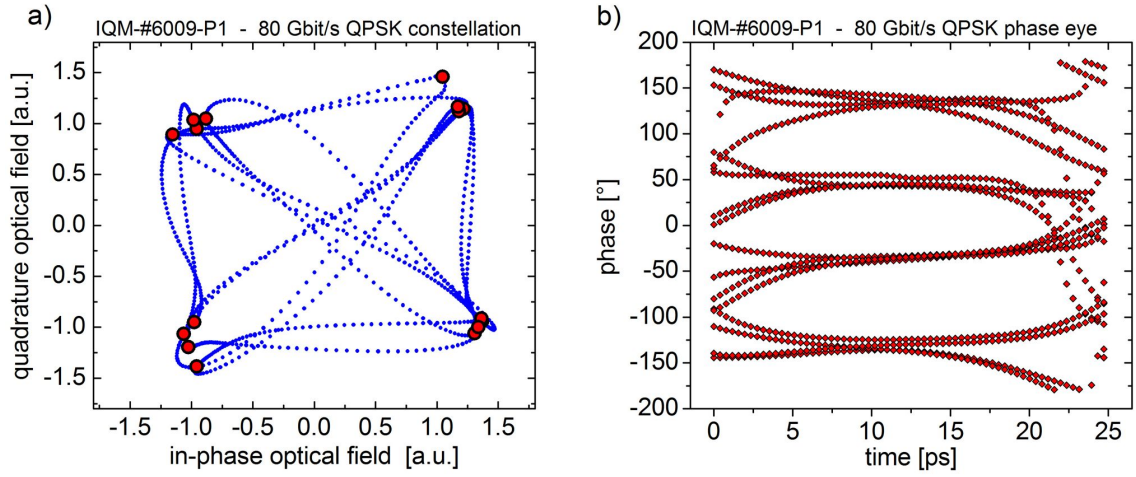 a)
IQM-#6009-P1 - 80 Gbit/s QPSK constellation
quadrature optical field [a.u.]
1.5
1.0
0.5
0.0
-0.5
-1.0
-1.5
-1.5 -1.0 -0.5 0.0 0.5 1.0 1.5
in-phase optical field [a.u.]
b)
IQM-#6009-P1 - 80 Gbit/s QPSK phase eye
phase [°]
200
150
100
50
0
-50
-100
-150
-200
0 5 10 15 20 25
time [ps]